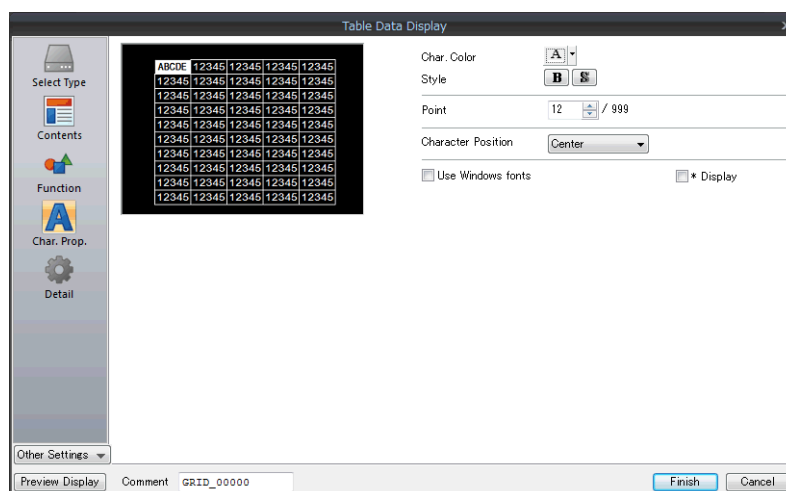 Table Data Display
Select Type
Contents
Function
Char. Prop.
Detail
Other Settings
ABCDE 12345 12345 12345 12345
12345 12345 12345 12345 12345
12345 12345 12345 12345 12345
12345 12345 12345 12345 12345
12345 12345 12345 12345 12345
12345 12345 12345 12345 12345
12345 12345 12345 12345 12345
12345 12345 12345 12345 12345
12345 12345 12345 12345 12345
12345 12345 12345 12345 12345
Char. Color A
Style B S
Point 12 / 999
Character Position Center
Use Windows fonts * Display
Preview Display Comment GRID_00000 Finish Cancel